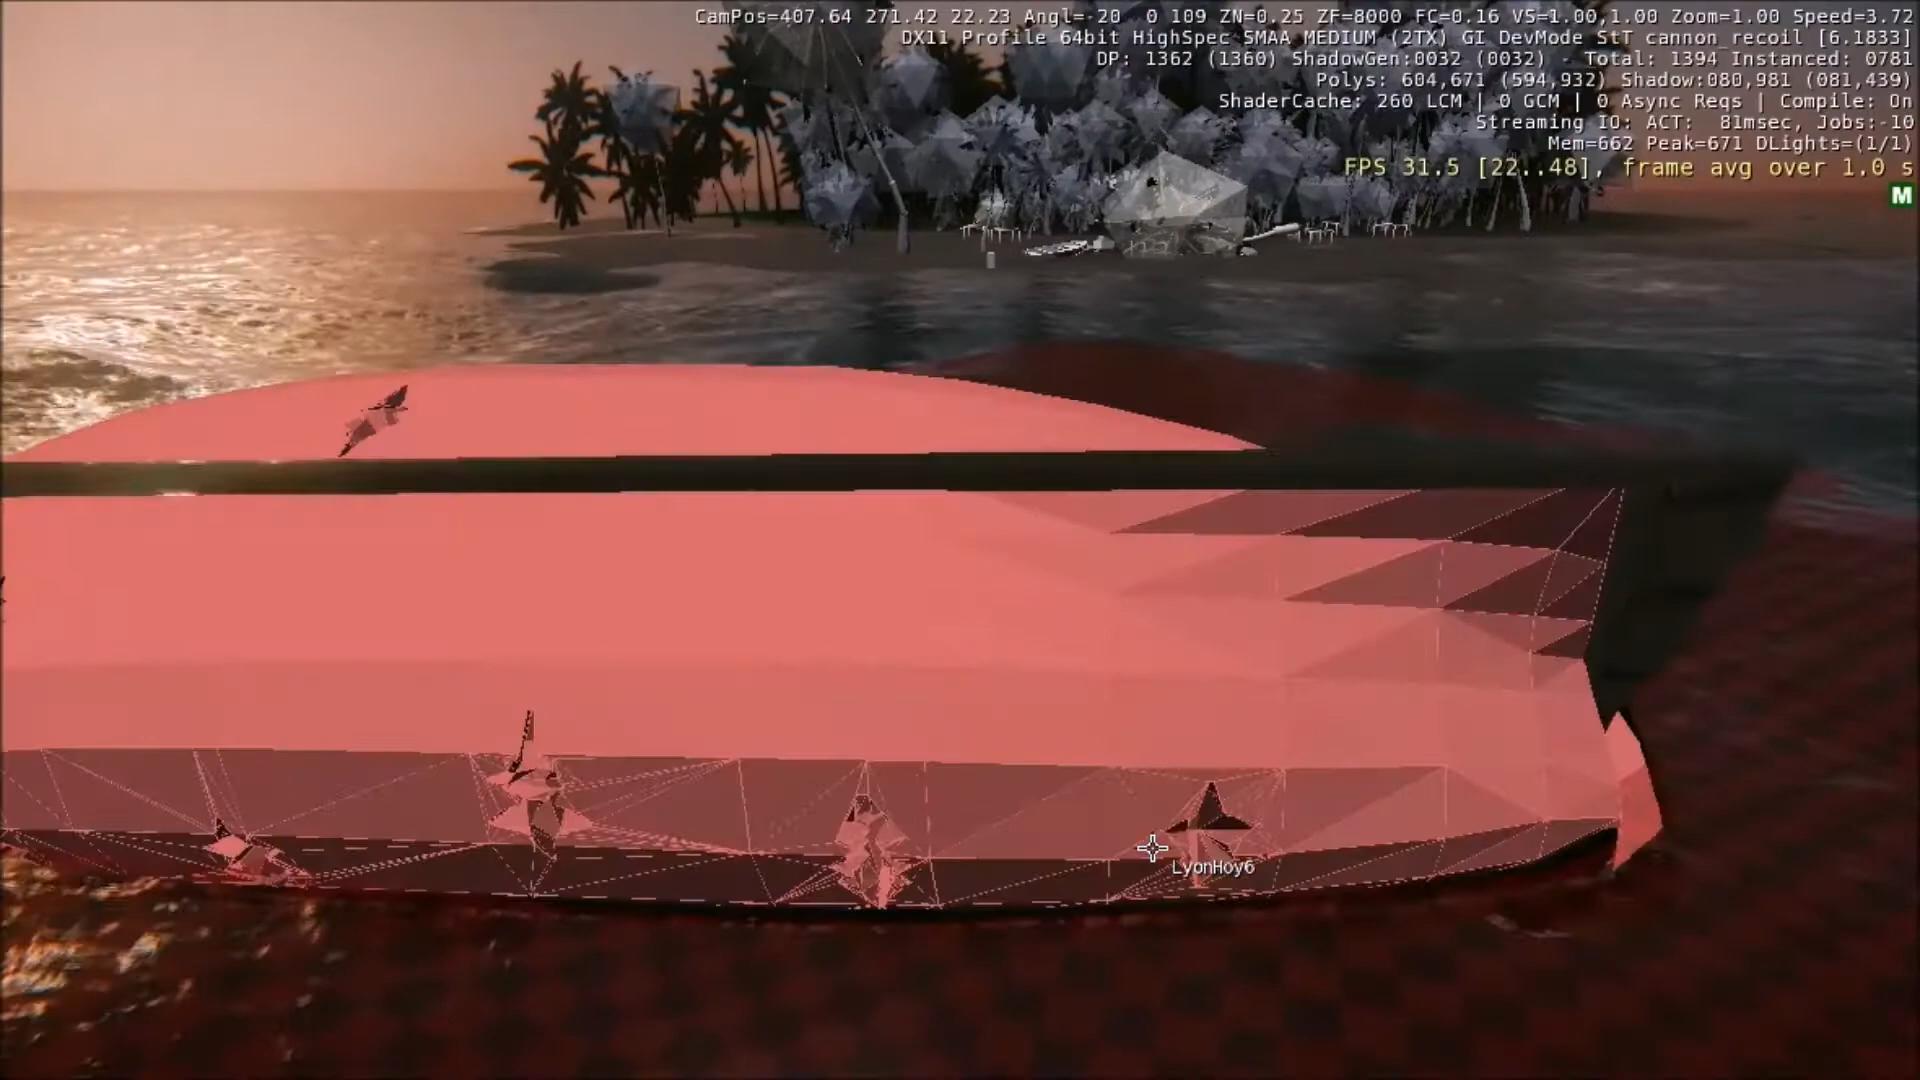 CamPos=407.64 271.42 22.23 Angl=-20  0 109 ZN=0.25 ZF=8000 FC=0.16 VS=1.00,1.00 Zoom=1.00 Speed=3.72
DX11 Profile 64bit HighSpec SMAA MEDIUM (2TX) GI DevMode StT cannon_recoil [6.1833]
DP: 1362 (1360) ShadowGen:0032 (0032) - Total: 1394 Instanced: 0781
Polys: 604,671 (594,932) Shadow:080,981 (081,439)
ShaderCache: 260 LCM | 0 GCM | 0 Async Reqs | Compile: On
Streaming IO: ACT:  81msec, Jobs:-10
Mem=662 Peak=671 DLights=(1/1)
FPS 31.5 [22..48], frame avg over 1.0 s
M
LyonHoy6